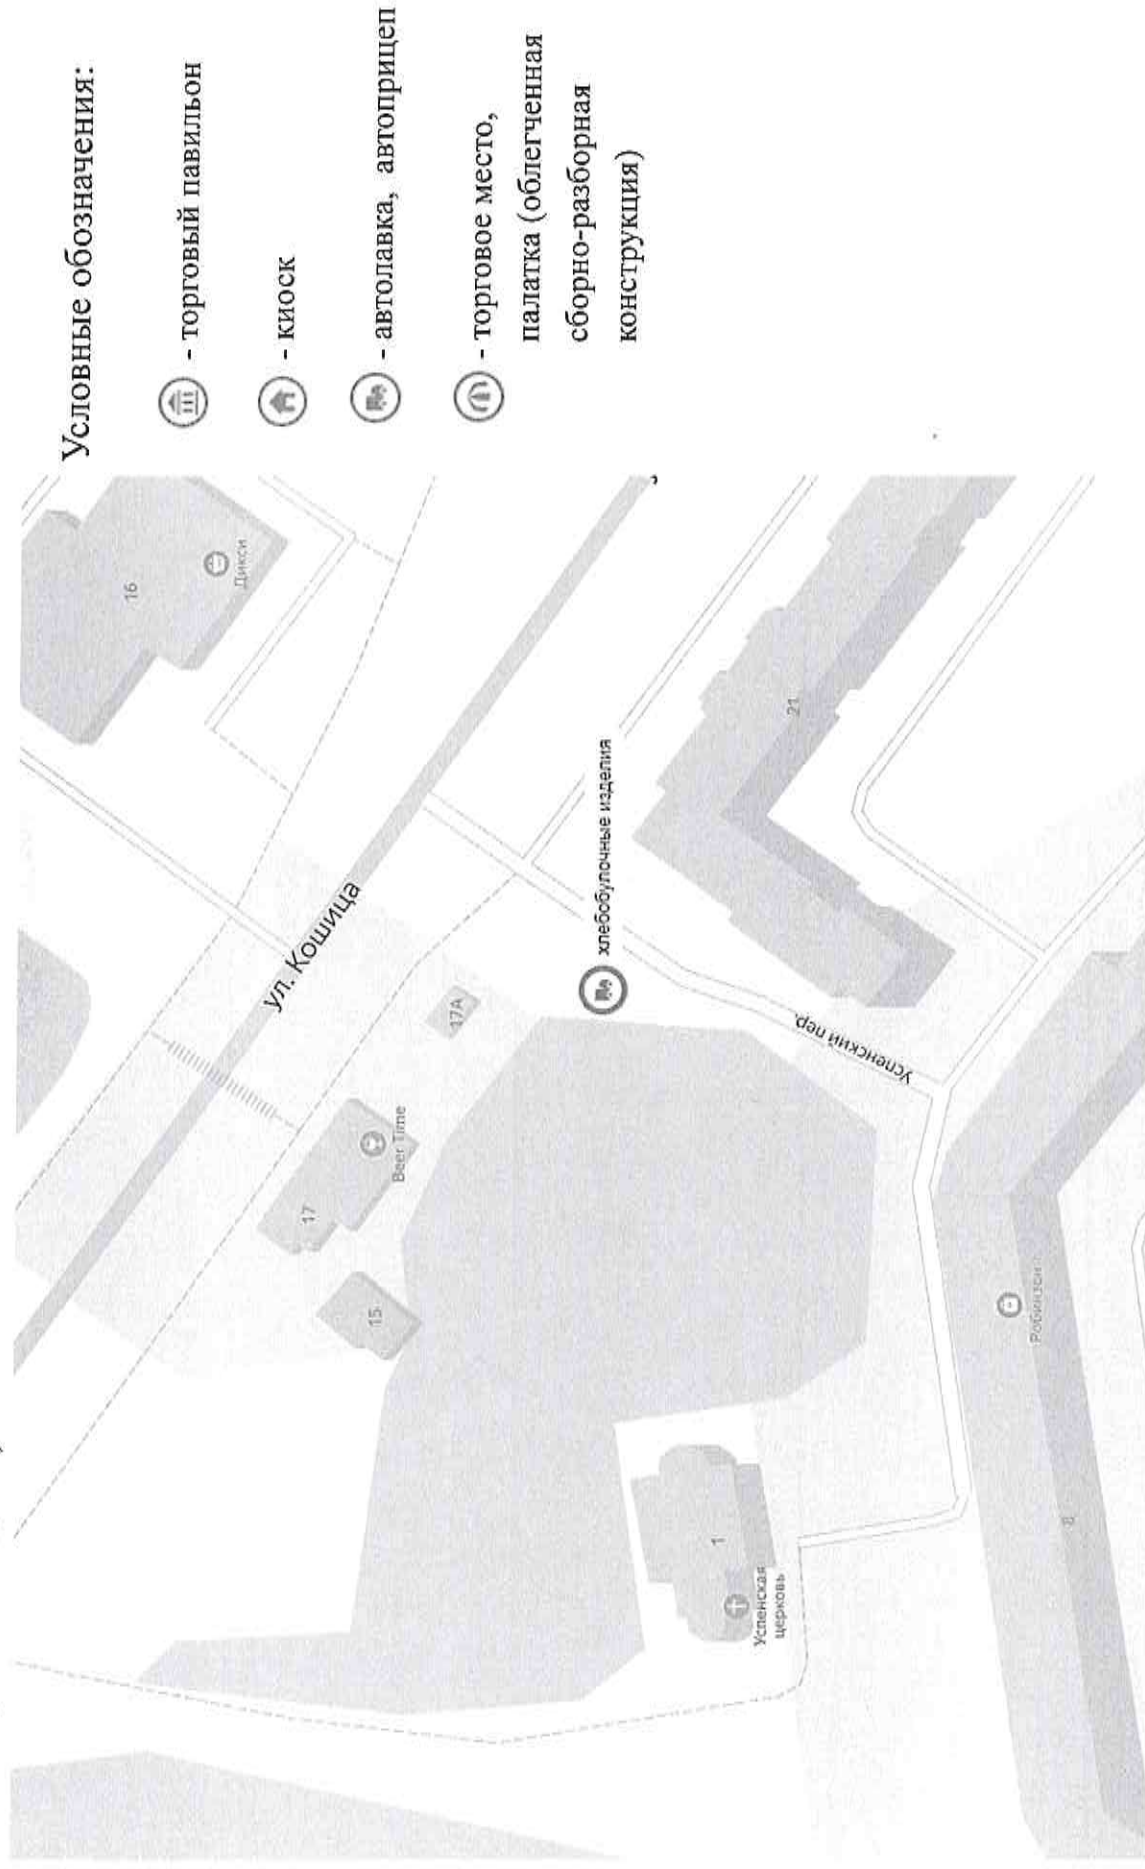 Условные обозначения:
- торговый павильон
- киоск
- автолавка, автоприцеп
- торговое место,
палатка (облегченная
сборно-разборная
конструкция)
16
Дикси
ул. Кошица
17А
17
Beer Time
15
хлебобулочные изделия
21
Успенский пер.
1
Успенская
церковь
Робинзон
8